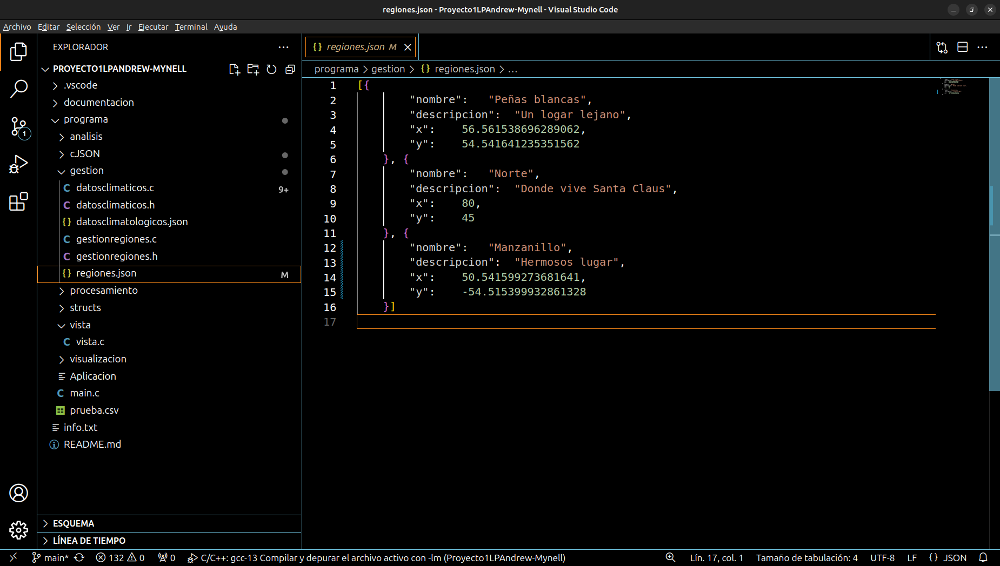 regiones.json - Proyecto1LPAndrew-Mynell - Visual Studio Code
Archivo Editar Selección Ver Ir Ejecutar Terminal Ayuda
EXPLORADOR
PROYECTO1LPANDREW-MYNELL
.vscode
documentacion
programa
analisis
cJSON
gestion
C datosclimaticos.c 9+
C datosclimaticos.h
{} datosclimatologicos.json
C gestionregiones.c
C gestionregiones.h
{} regiones.json M
procesamiento
structs
vista
C vista.c
visualizacion
Aplicacion
C main.c
prueba.csv
info.txt
README.md
ESQUEMA
LÍNEA DE TIEMPO
1
{} regiones.json M
programa > gestion > {} regiones.json > ...
1 [{
2 "nombre": "Peñas blancas",
3 "descripcion": "Un logar lejano",
4 "x": 56.561538696289062,
5 "y": 54.541641235351562
6 }, {
7 "nombre": "Norte",
8 "descripcion": "Donde vive Santa Claus",
9 "x": 80,
10 "y": 45
11 }, {
12 "nombre": "Manzanillo",
13 "descripcion": "Hermosos lugar",
14 "x": 50.541599273681641,
15 "y": -54.515399932861328
16 }]
17
main* 132 0 0 C/C++: gcc-13 Compilar y depurar el archivo activo con -lm (Proyecto1LPAndrew-Mynell) Lín. 17, col. 1 Tamaño de tabulación: 4 UTF-8 LF {} JSON